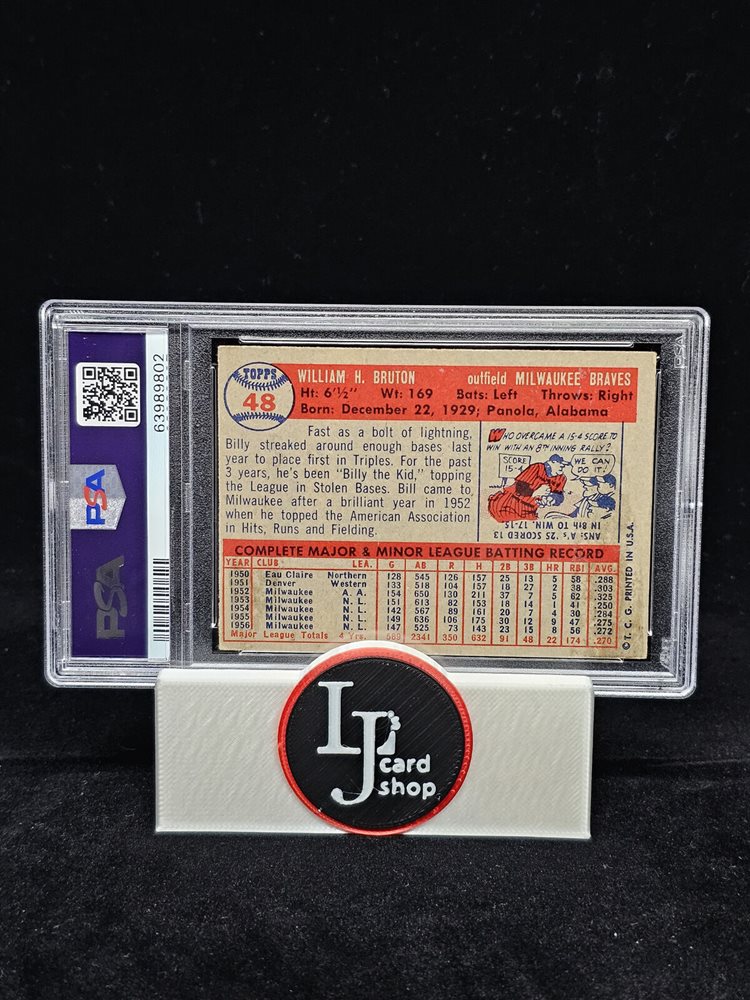 63989802
PSA
PSA
TOPPS
48
WILLIAM H. BRUTON outfield MILWAUKEE BRAVES
Ht: 6'½" Wt: 169 Bats: Left Throws: Right
Born: December 22, 1929; Panola, Alabama
Fast as a bolt of lightning,
Billy streaked around enough bases
last year to place first in Triples. For the past
3 years, he's been "Billy the Kid," topping
the League in Stolen Bases. Bill came to
Milwaukee after a brilliant year in 1952
when he topped the American Association
in Hits, Runs and Fielding.
WHO OVERCAME A 15-4 SCORE TO
WIN WITH AN 8TH INNING RALLY?
SCORE
15-4
WE CAN
DO IT!
ANS: A'S '25 SCORED 13
IN 8TH TO WIN. 17-15.
COMPLETE MAJOR & MINOR LEAGUE BATTING RECORD
YEAR CLUB LEA. G AB R H 2B 3B HR RBI AVG.
1950 Eau Claire Northern 128 545 126 157 25 13 5 58 .288
1951 Denver Western 133 518 104 157 18 27 2 38 .303
1952 Milwaukee A. A. 154 650 130 211 37 7 5 62 .325
1953 Milwaukee N. L. 151 613 82 153 18 14 1 41 .250
1954 Milwaukee N. L. 142 567 89 161 20 7 4 30 .284
1955 Milwaukee N. L. 149 636 106 175 30 12 9 47 .275
1956 Milwaukee N. L. 147 525 73 143 23 15 8 56 .272
Major League Totals 4 Yrs. 589 2341 350 632 91 48 22 174 .270
© T. C. G. PRINTED IN U.S.A.
LJ's
card
shop